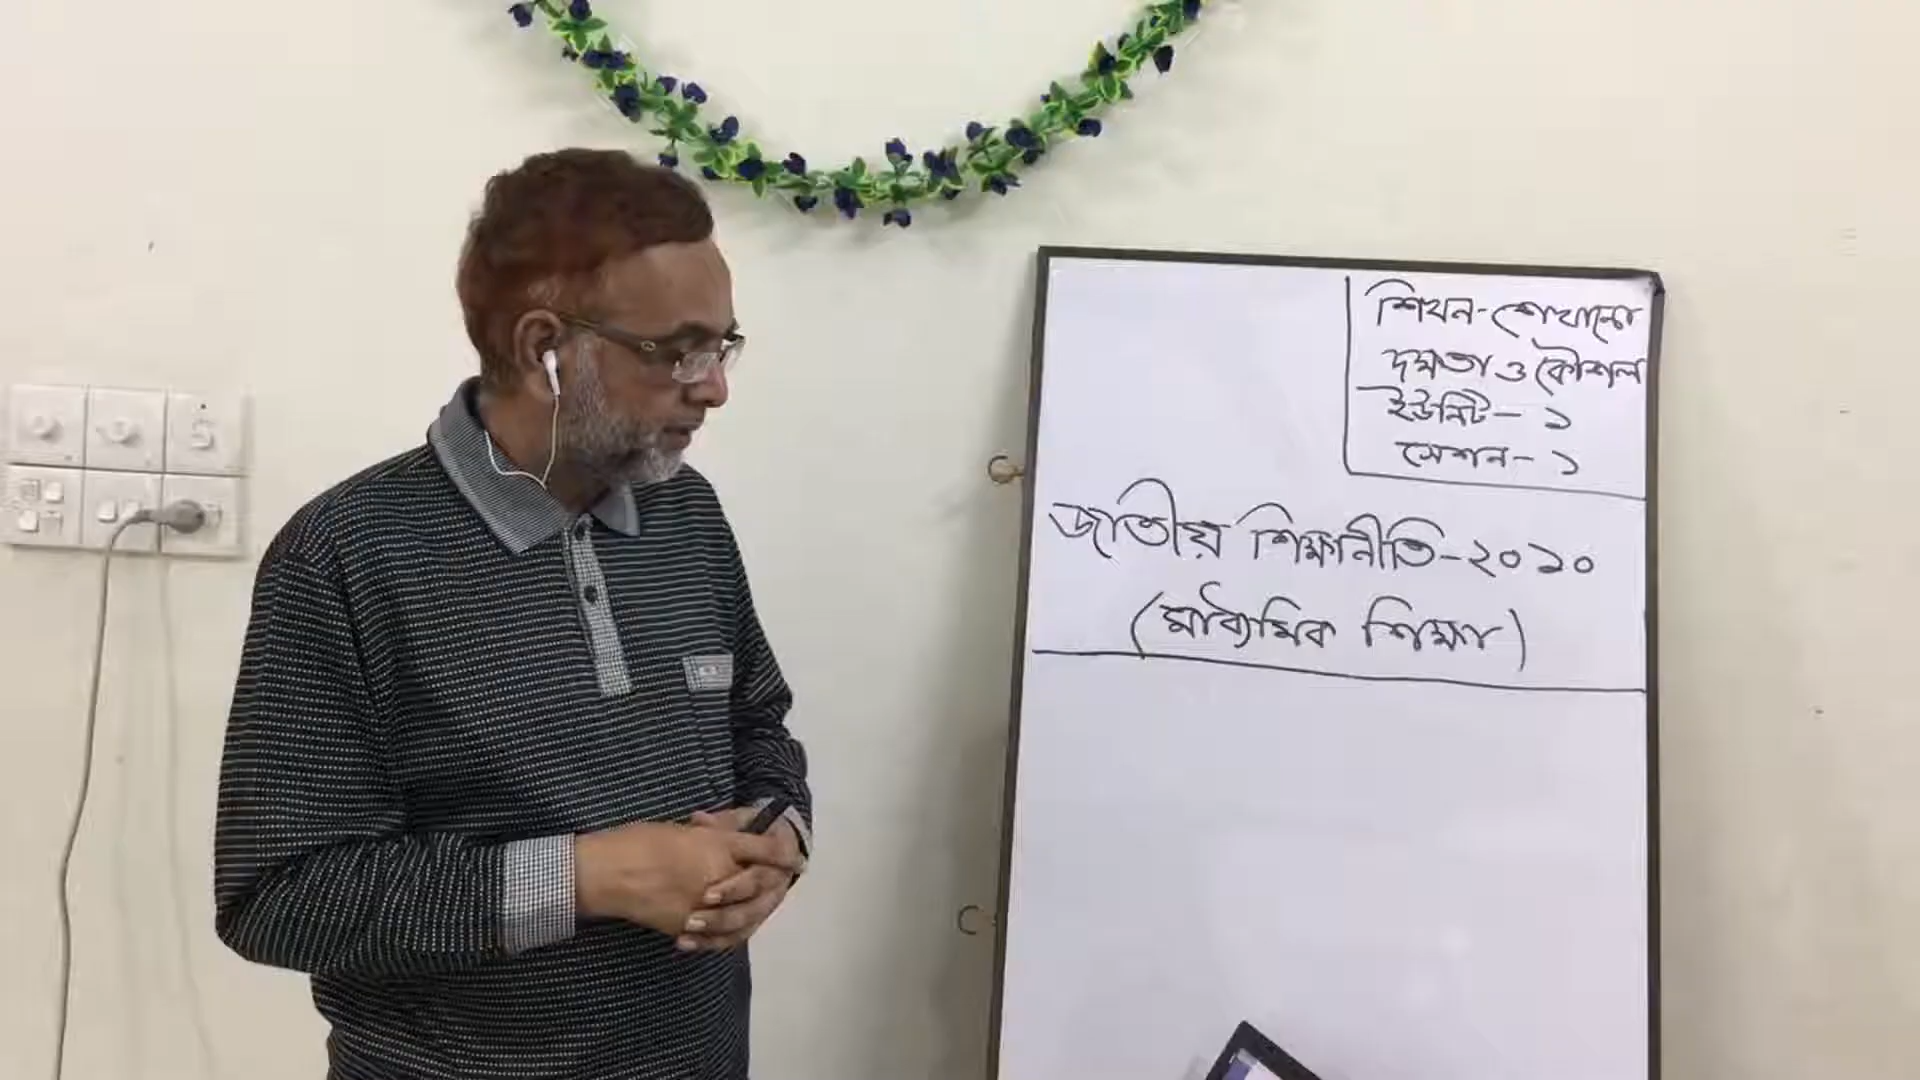 শিখন-শেখানো
দক্ষতা ও কৌশল
ইউনিট- ১
সেশন- ১
জাতীয় শিক্ষানীতি-২০১০
(মাধ্যমিক শিক্ষা)